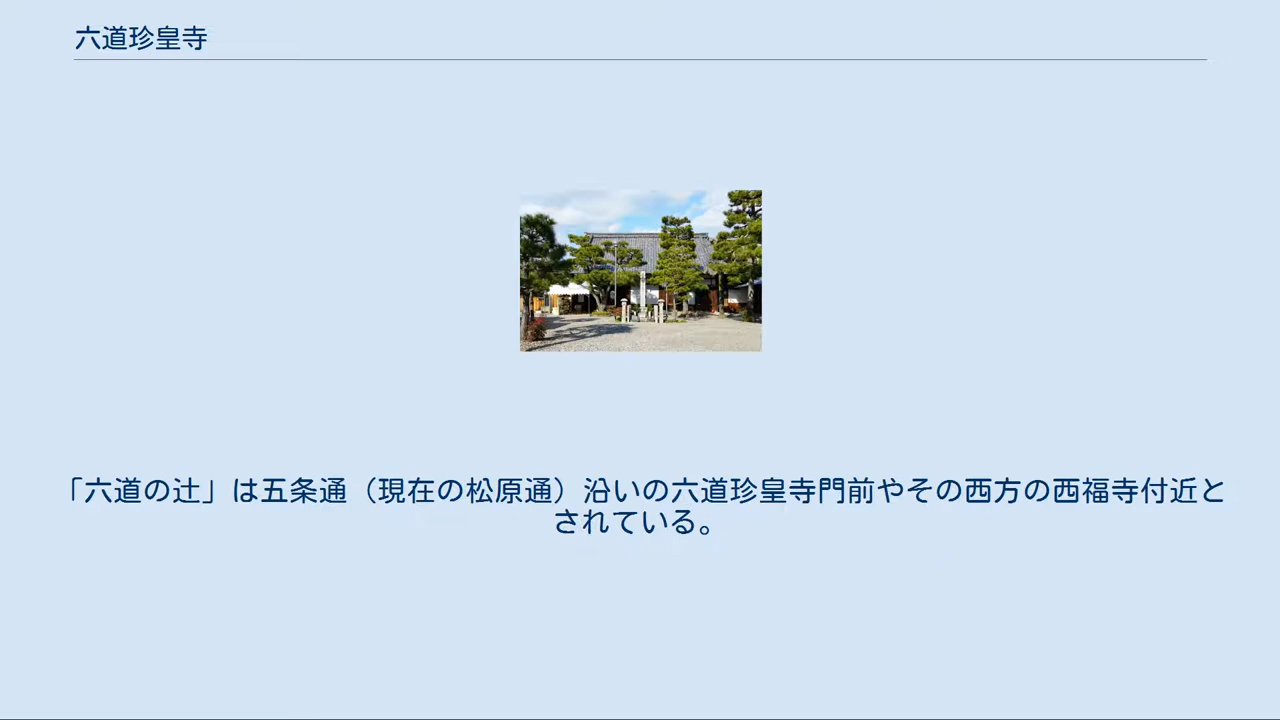 六道珍皇寺
「六道の辻」は五条通（現在の松原通）沿いの六道珍皇寺門前やその西方の西福寺付近と
されている。